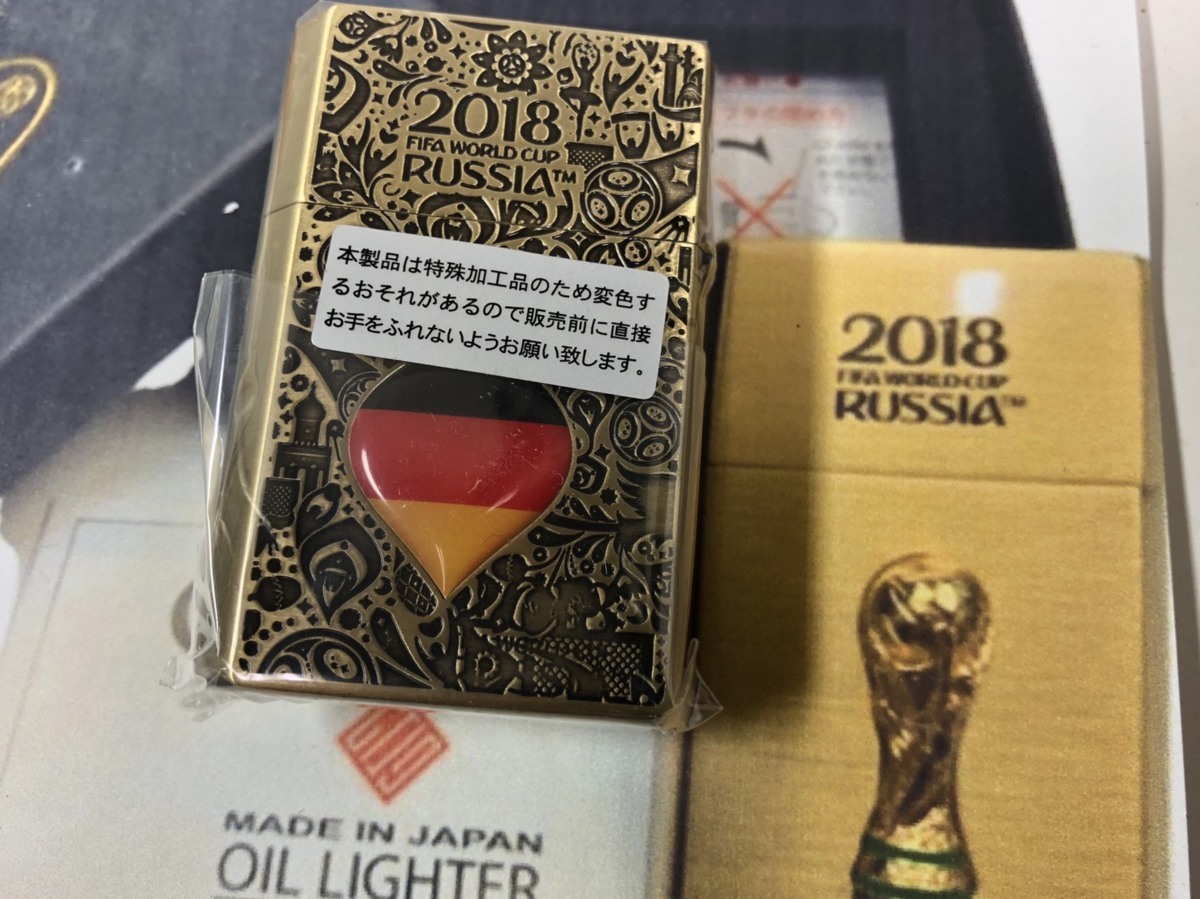 2018
FIFA WORLD CUP
RUSSIA™
本製品は特殊加工品のため変色す
るおそれがあるので販売前に直接
お手をふれないようお願い致します。
2018
FIFA WORLD CUP
RUSSIA™
MADE IN JAPAN
OIL LIGHTER